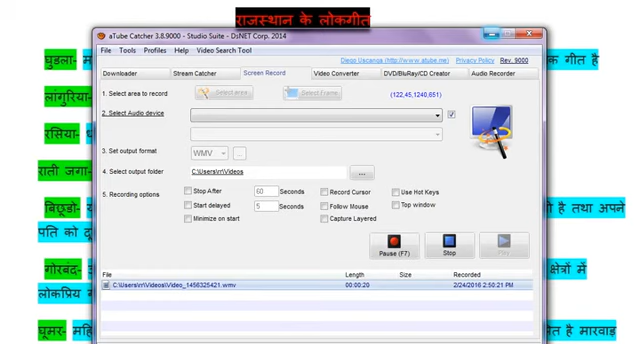 राजस्थान के लोकगीत
aTube Catcher 3.8.9000 - Studio Suite - DsNET Corp. 2014
File Tools Profiles Help Video Search Tool
Diego Uscanga (http://www.atube.me) Privacy Policy Rev. 9000
घुडला- क गीत है
Downloader Stream Catcher Screen Record Video Converter DVD/BluRay/CD Creator Audio Recorder
1. Select area to record Select area Select Frame (122,45,1240,651)
लांगुरिया-
2. Select Audio device
रसिया-
3. Set output format WMV ...
4. Select output folder C:\Users\rr\Videos ...
राती जगा-
5. Recording options Stop After 60 Seconds Record Cursor Use Hot Keys
Start delayed 5 Seconds Follow Mouse Top window
बिछूडो- है तथा अपने
Minimize on start Capture Layered
पति को
Pause (F7) Stop Play
गोरबंद- क्षेत्रों में
File Length Size Recorded
C:\Users\rr\Videos\Video_1456325421.wmv 00:00:20 2/24/2016 2:50:21 PM
लोकप्रिय
घूमर- है मारवाड़